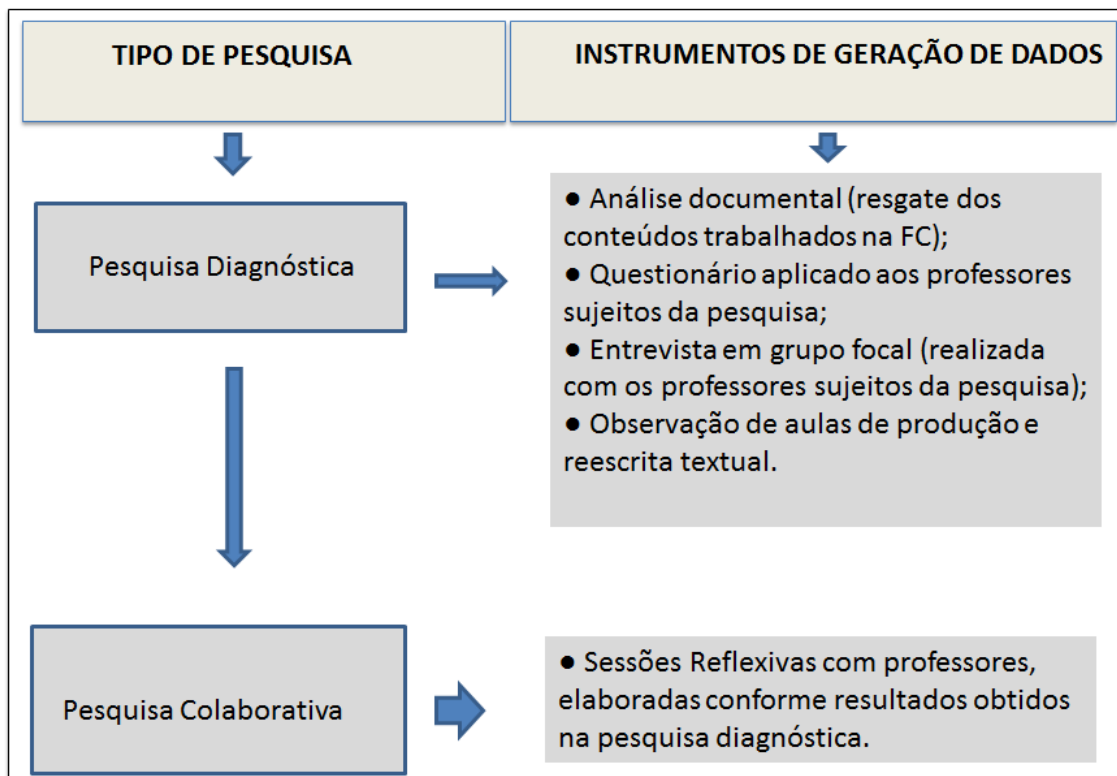 TIPO DE PESQUISA
INSTRUMENTOS DE GERAÇÃO DE DADOS
Pesquisa Diagnóstica
● Análise documental (resgate dos
conteúdos trabalhados na FC);
● Questionário aplicado aos professores
sujeitos da pesquisa;
● Entrevista em grupo focal (realizada
com os professores sujeitos da pesquisa);
● Observação de aulas de produção e
reescrita textual.
Pesquisa Colaborativa
● Sessões Reflexivas com professores,
elaboradas conforme resultados obtidos
na pesquisa diagnóstica.